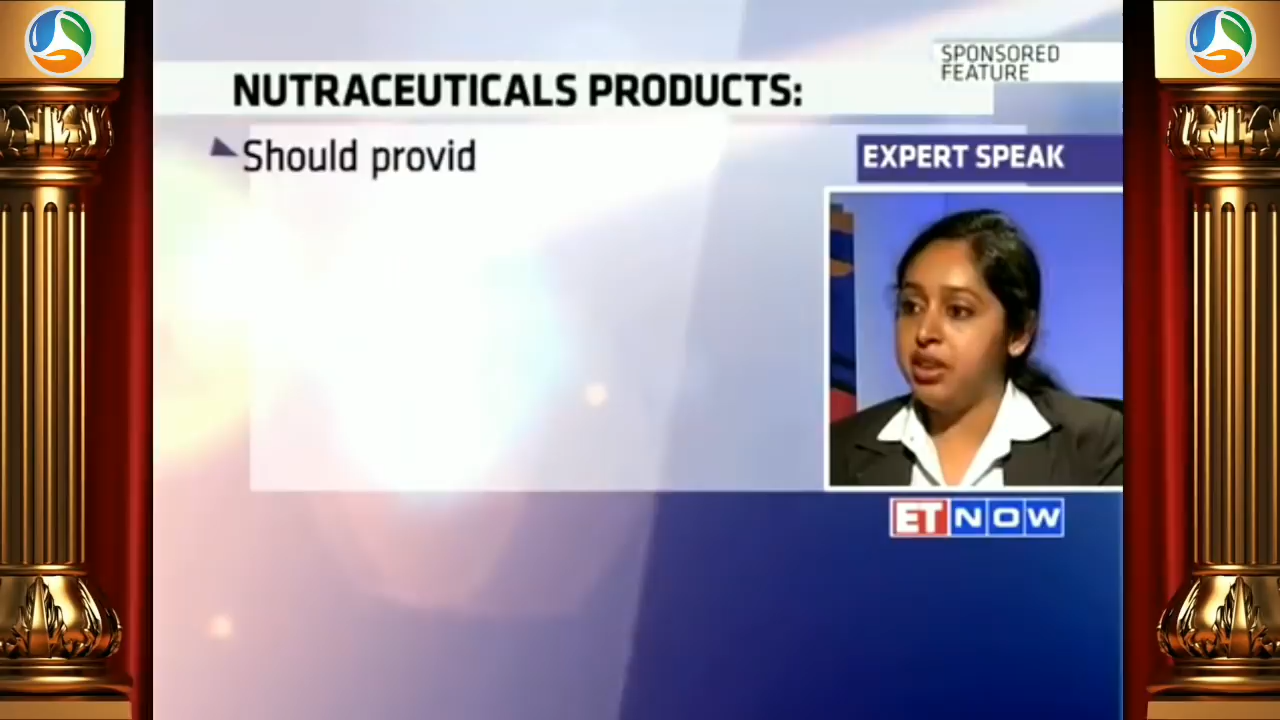 SPONSORED
FEATURE
NUTRACEUTICALS PRODUCTS:
Should provid
EXPERT SPEAK
ET NOW